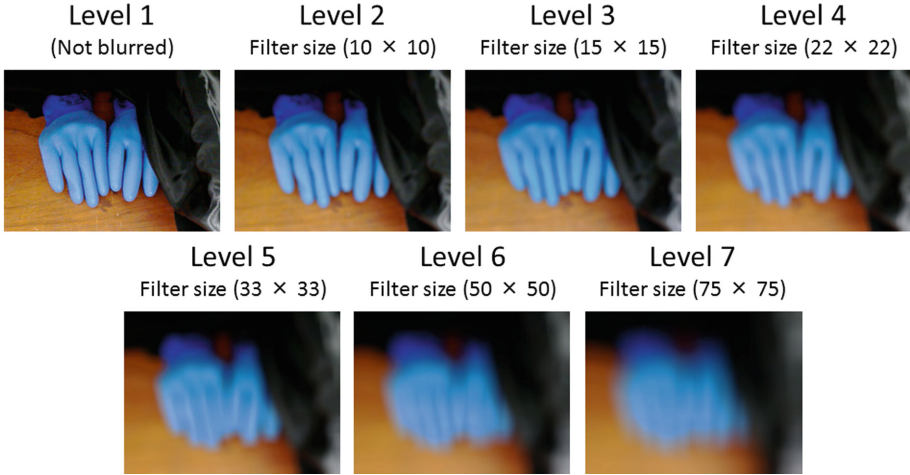 Level 1
(Not blurred)
Level 2
Filter size (10 × 10)
Level 3
Filter size (15 × 15)
Level 4
Filter size (22 × 22)
Level 5
Filter size (33 × 33)
Level 6
Filter size (50 × 50)
Level 7
Filter size (75 × 75)